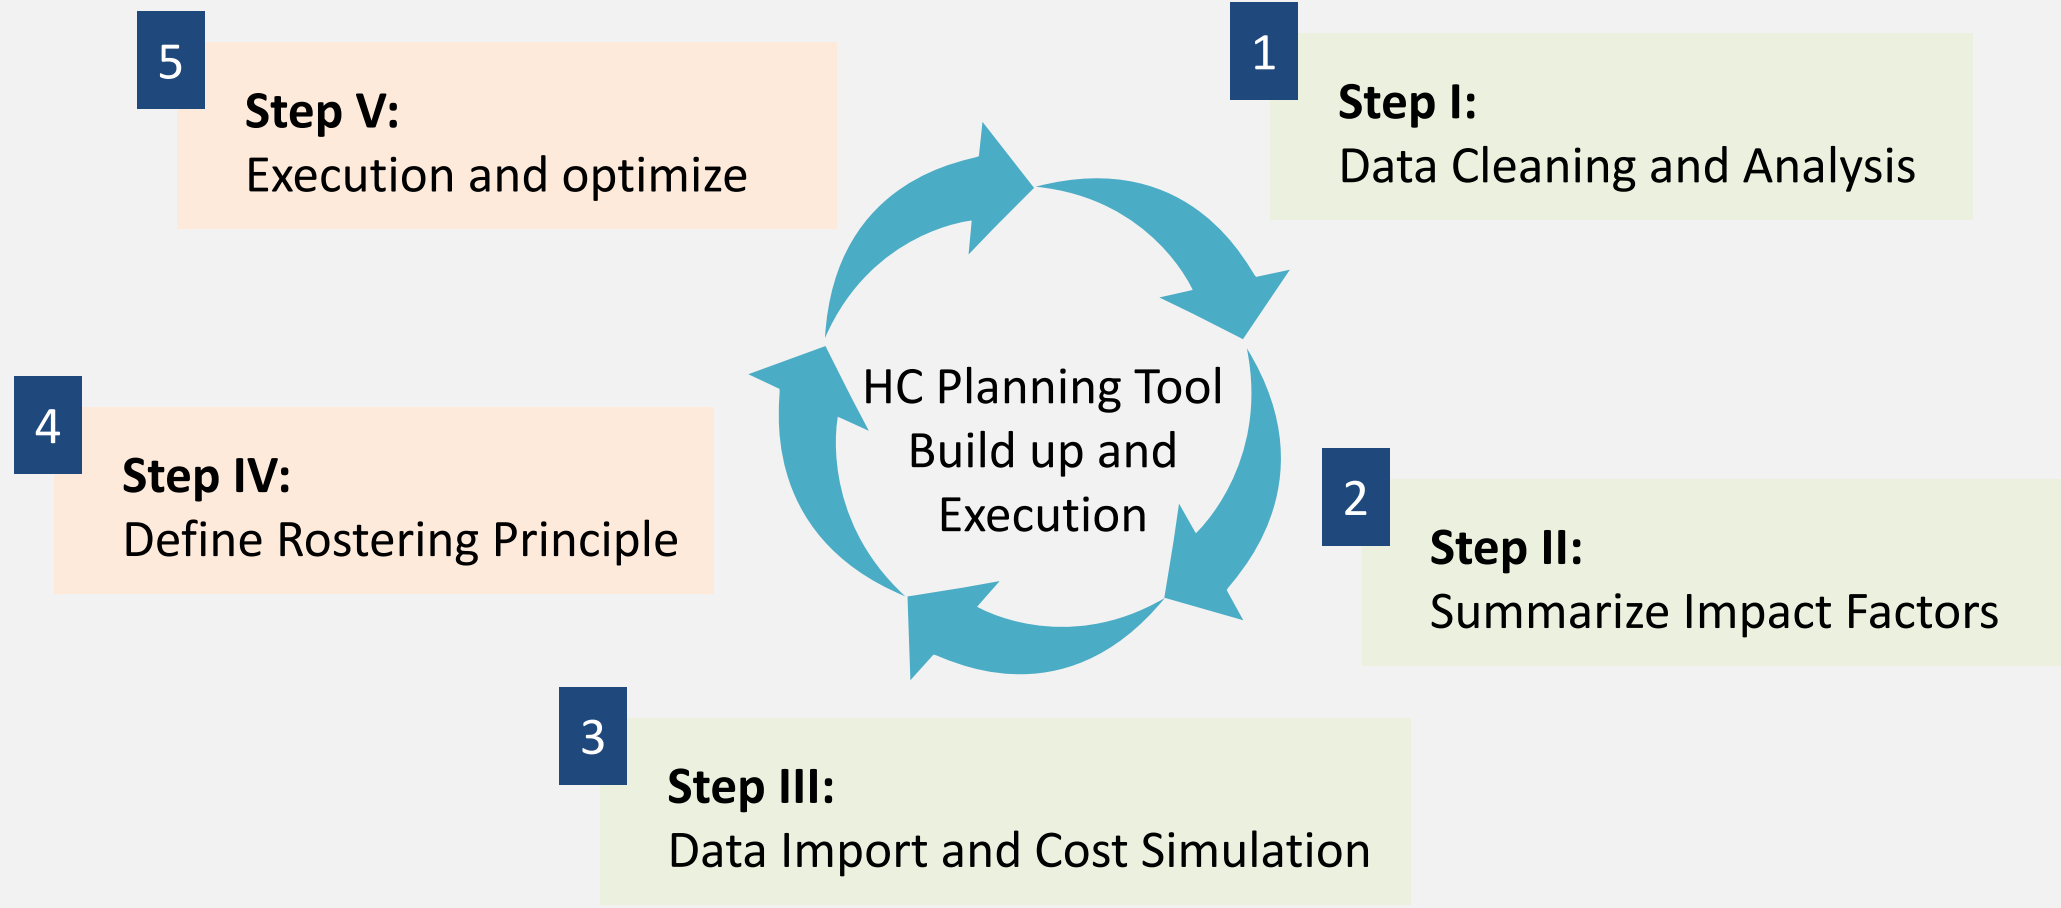 1
Step I:
Data Cleaning and Analysis
2
Step II:
Summarize Impact Factors
3
Step III:
Data Import and Cost Simulation
4
Step IV:
Define Rostering Principle
5
Step V:
Execution and optimize
HC Planning Tool
Build up and
Execution